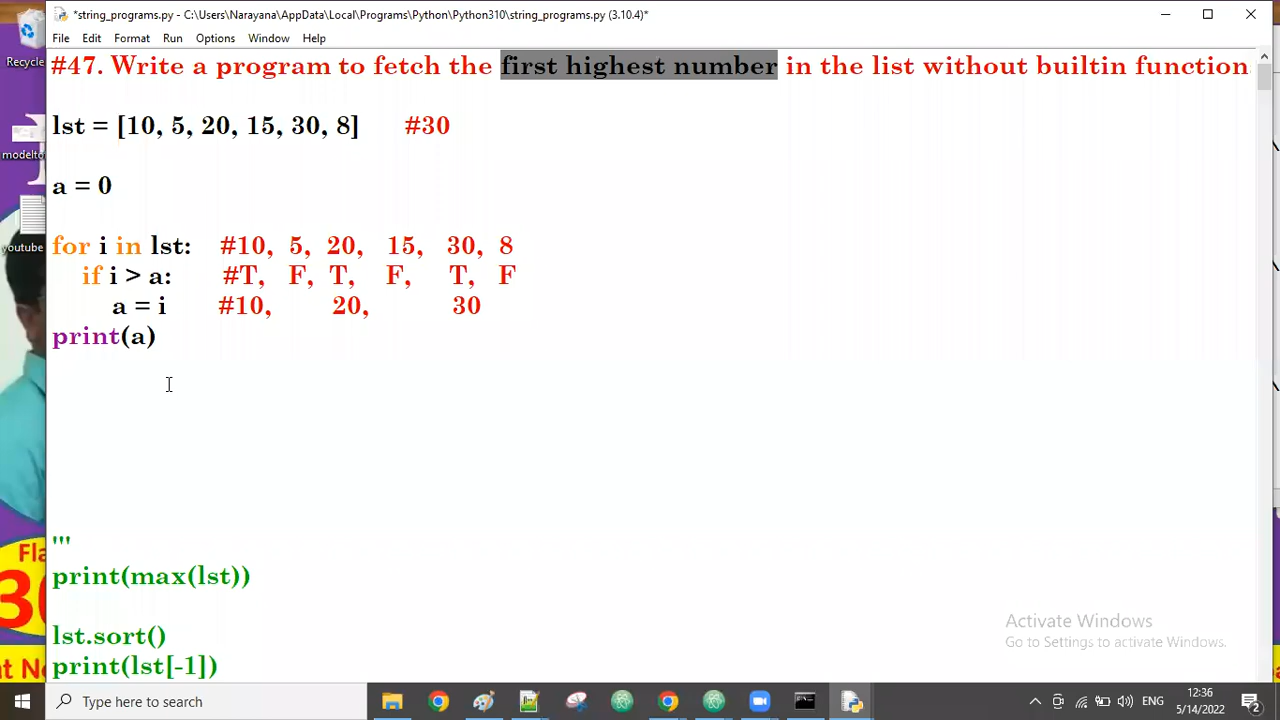 *string_programs.py - C:\Users\Narayana\AppData\Local\Programs\Python\Python310\string_programs.py (3.10.4)*
File Edit Format Run Options Window Help
#47. Write a program to fetch the first highest number in the list without builtin function
lst = [10, 5, 20, 15, 30, 8] #30
a = 0
for i in lst: #10, 5, 20, 15, 30, 8
if i > a: #T, F, T, F, T, F
a = i #10, 20, 30
print(a)
'''
print(max(lst))
lst.sort()
print(lst[-1])
Recycle
modelto
youtube
Activate Windows
Go to Settings to activate Windows.
Type here to search
ENG
12:36
5/14/2022
2